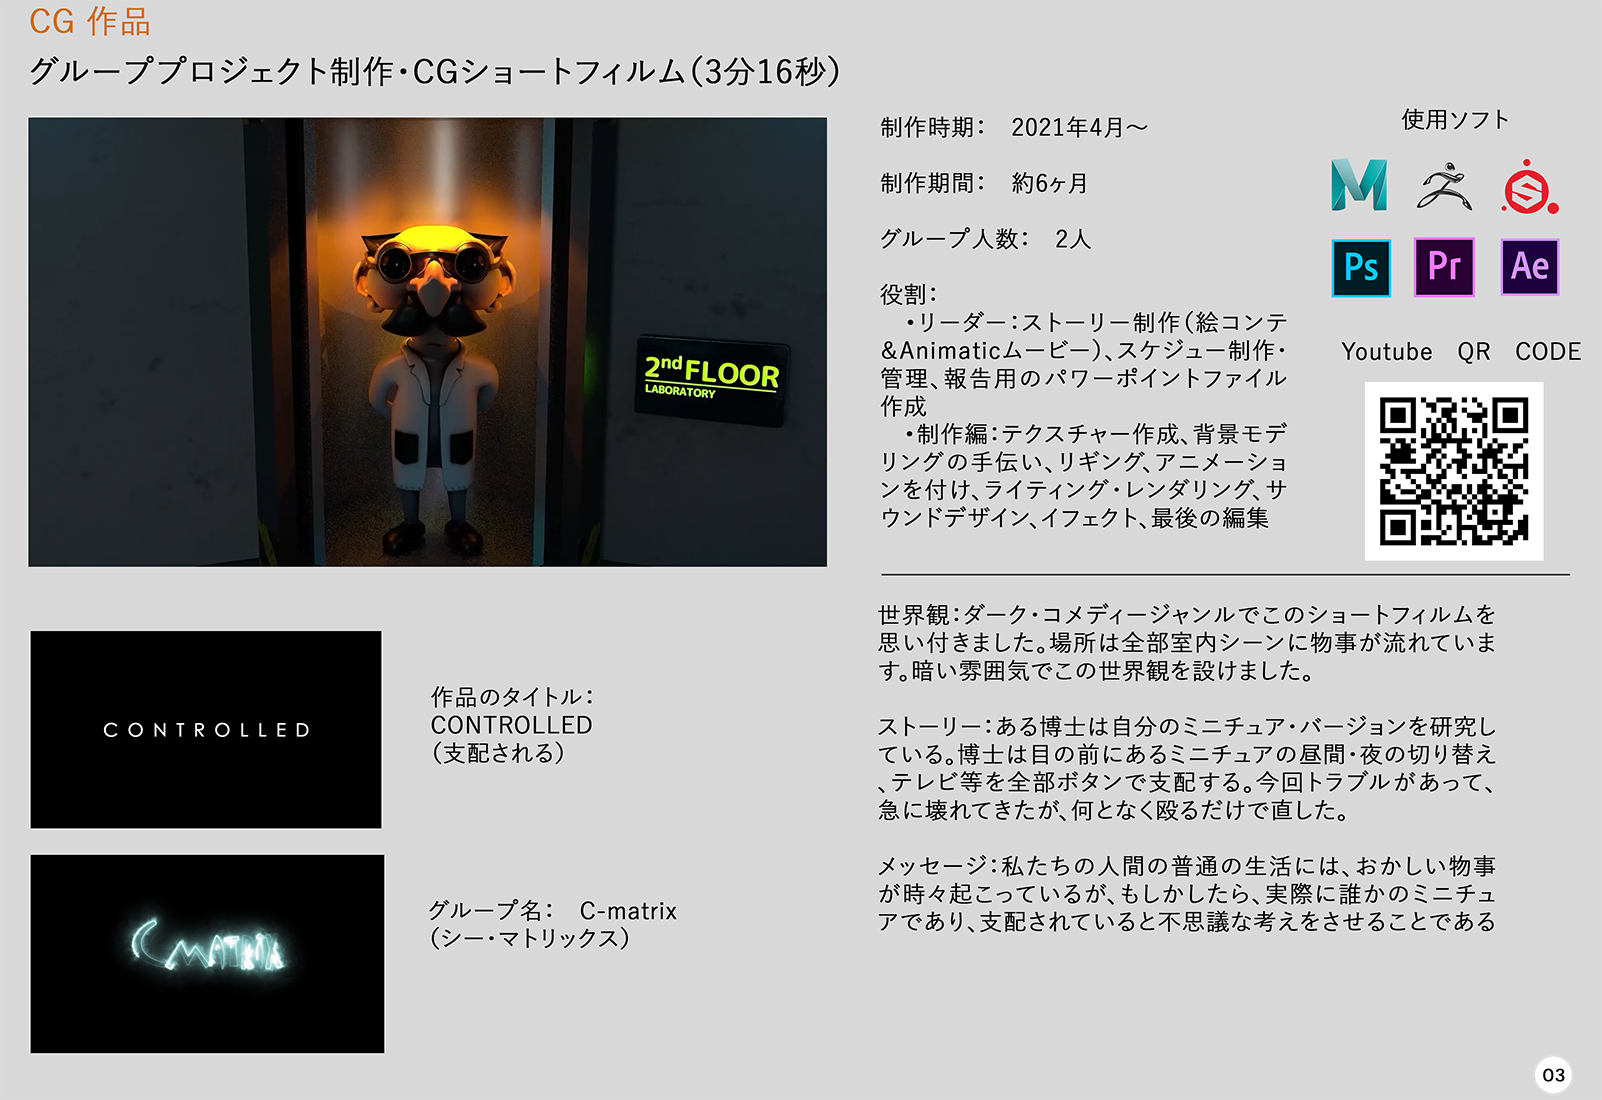 CG 作品
グループプロジェクト制作・CGショートフィルム（3分16秒）
2nd FLOOR
LABORATORY
制作時期：　2021年4月～
制作期間：　約6ヶ月
グループ人数：　2人
役割：
・リーダー：ストーリー制作（絵コンテ
&Animaticムービー）、スケジュー制作・
管理、報告用のパワーポイントファイル
作成
・制作編：テクスチャー作成、背景モデ
リングの手伝い、リギング、アニメーショ
ンを付け、ライティング・レンダリング、サ
ウンドデザイン、イフェクト、最後の編集
使用ソフト
Ps Pr Ae
Youtube　QR　CODE
世界観：ダーク・コメディージャンルでこのショートフィルムを
思い付きました。場所は全部室内シーンに物事が流れていま
す。暗い雰囲気でこの世界観を設けました。
ストーリー：ある博士は自分のミニチュア・バージョンを研究し
ている。博士は目の前にあるミニチュアの昼間・夜の切り替え
、テレビ等を全部ボタンで支配する。今回トラブルがあって、
急に壊れてきたが、何となく殴るだけで直した。
メッセージ：私たちの人間の普通の生活には、おかしい物事
が時々起こっているが、もしかしたら、実際に誰かのミニチュ
アであり、支配されていると不思議な考えをさせることである
CONTROLLED
作品のタイトル：
CONTROLLED
（支配される）
CMATRIX
グループ名：　C-matrix
（シー・マトリックス）
03